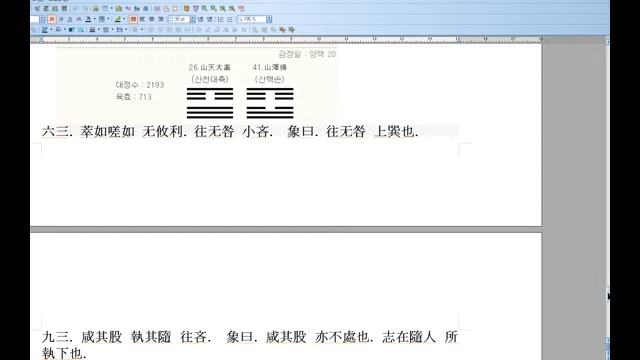 감정일 : 양력 20
26.山天大畜 41.山澤損
(산천대축) (산택손)
대정수 : 2193
육효 : 713
六三. 萃如嗟如 无攸利. 往无咎 小吝. 象曰. 往无咎 上巽也.
九三. 咸其股 執其隨 往吝. 象曰. 咸其股 亦不處也. 志在隨人 所
執下也.